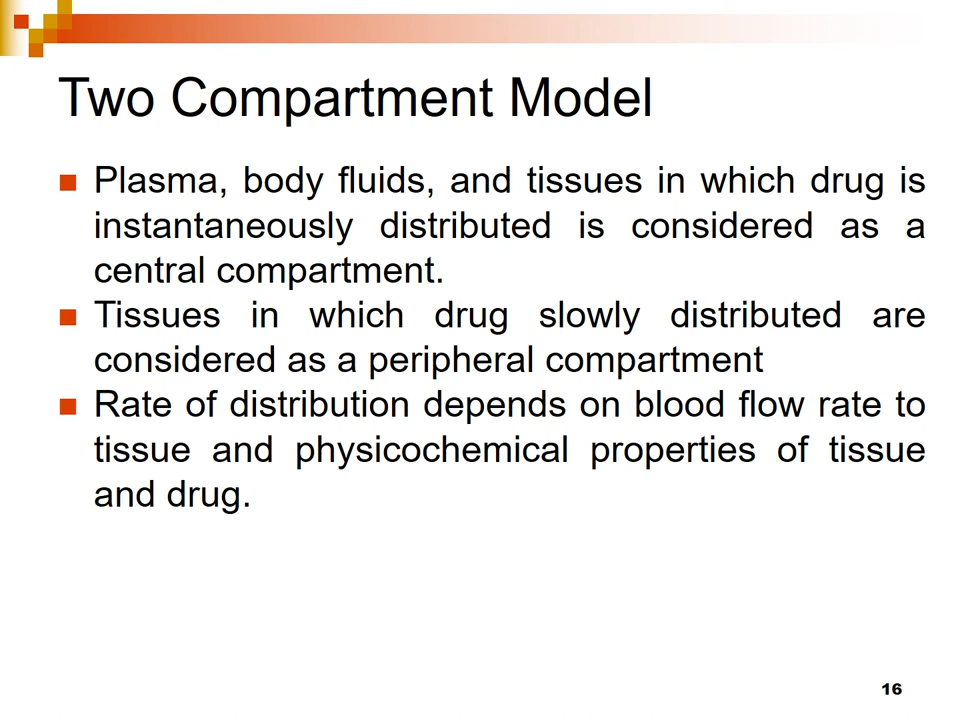 Two Compartment Model
Plasma, body fluids, and tissues in which drug is
instantaneously distributed is considered as a
central compartment.
Tissues in which drug slowly distributed are
considered as a peripheral compartment
Rate of distribution depends on blood flow rate to
tissue and physicochemical properties of tissue
and drug.
16